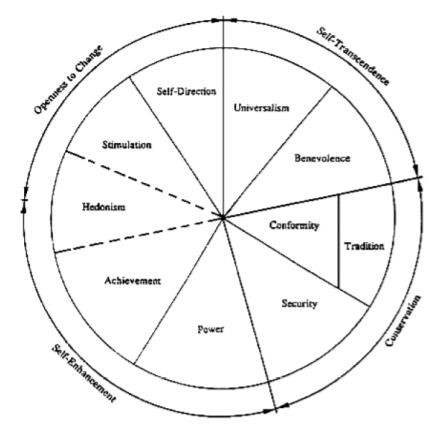 Openness to Change
Self-Transcendence
Self-Direction
Universalism
Stimulation
Benevolence
Hedonism
Conformity
Tradition
Achievement
Security
Power
Self-Enhancement
Conservation